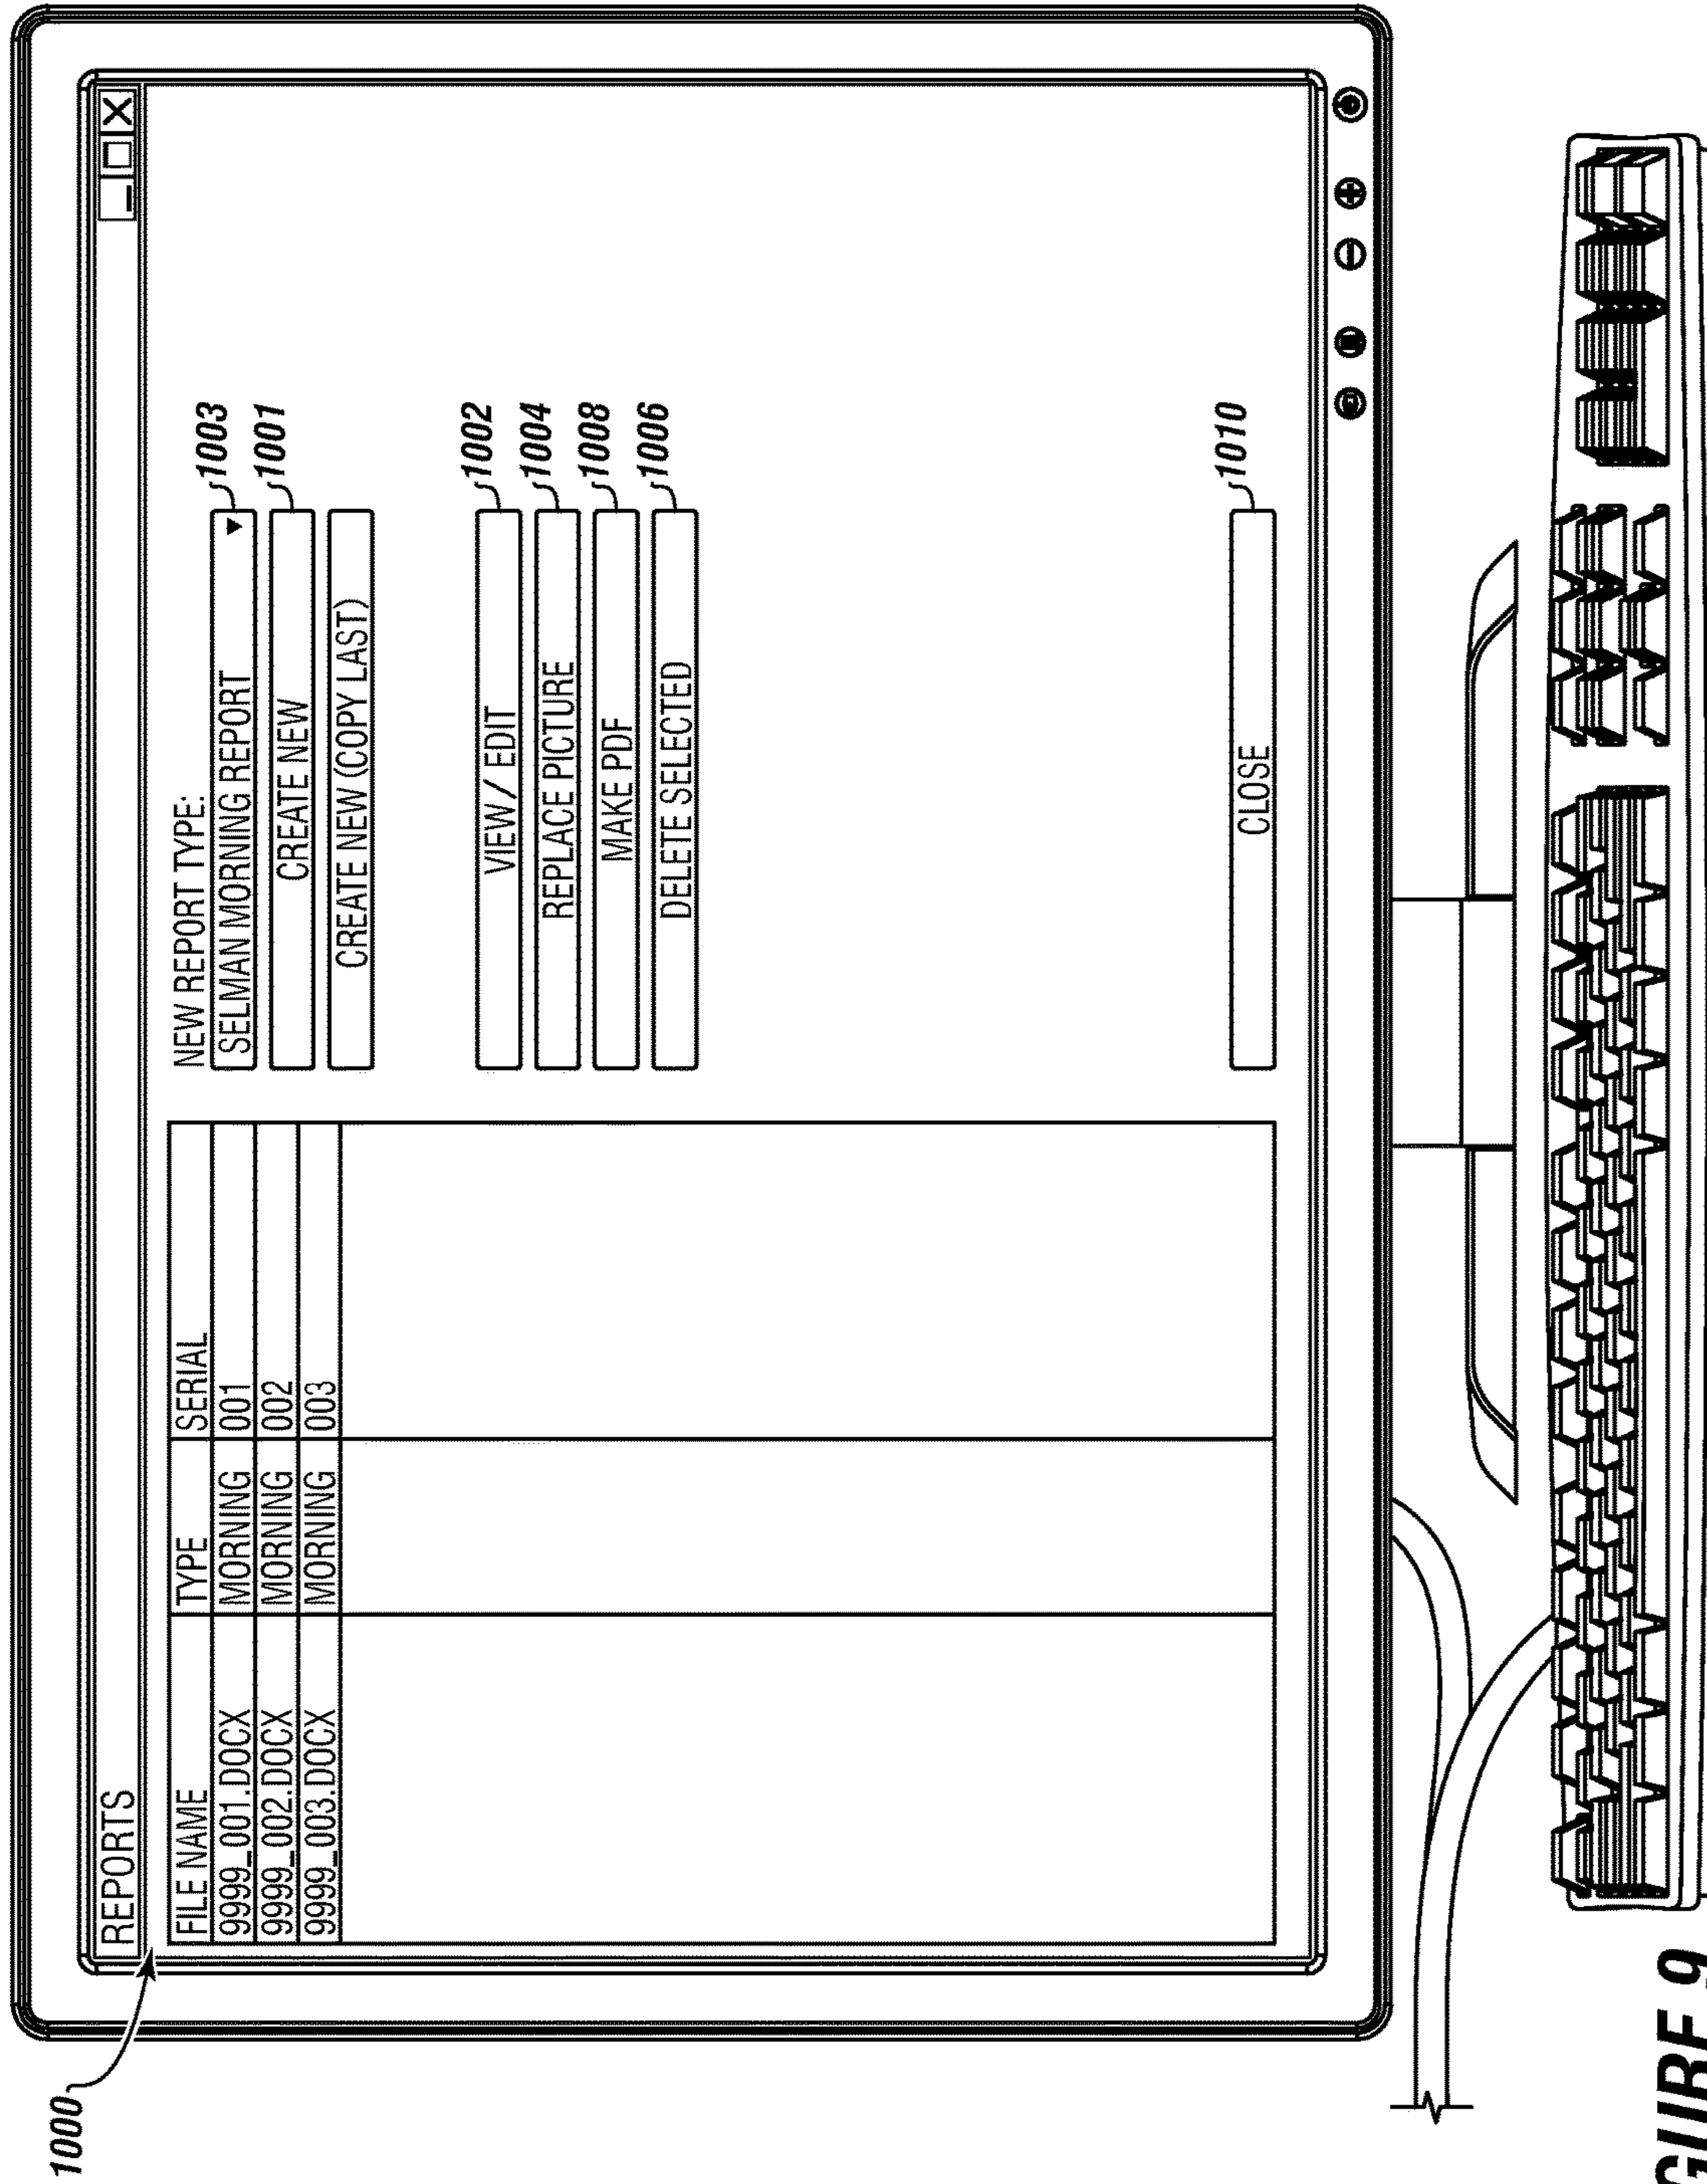 1000
REPORTS
FILE NAME TYPE SERIAL
9999_001.DOCX MORNING 001
9999_002.DOCX MORNING 002
9999_003.DOCX MORNING 003
NEW REPORT TYPE:
SELMAN MORNING REPORT 1003
CREATE NEW 1001
CREATE NEW (COPY LAST)
VIEW / EDIT 1002
REPLACE PICTURE 1004
MAKE PDF 1008
DELETE SELECTED 1006
CLOSE 1010
GURE 9